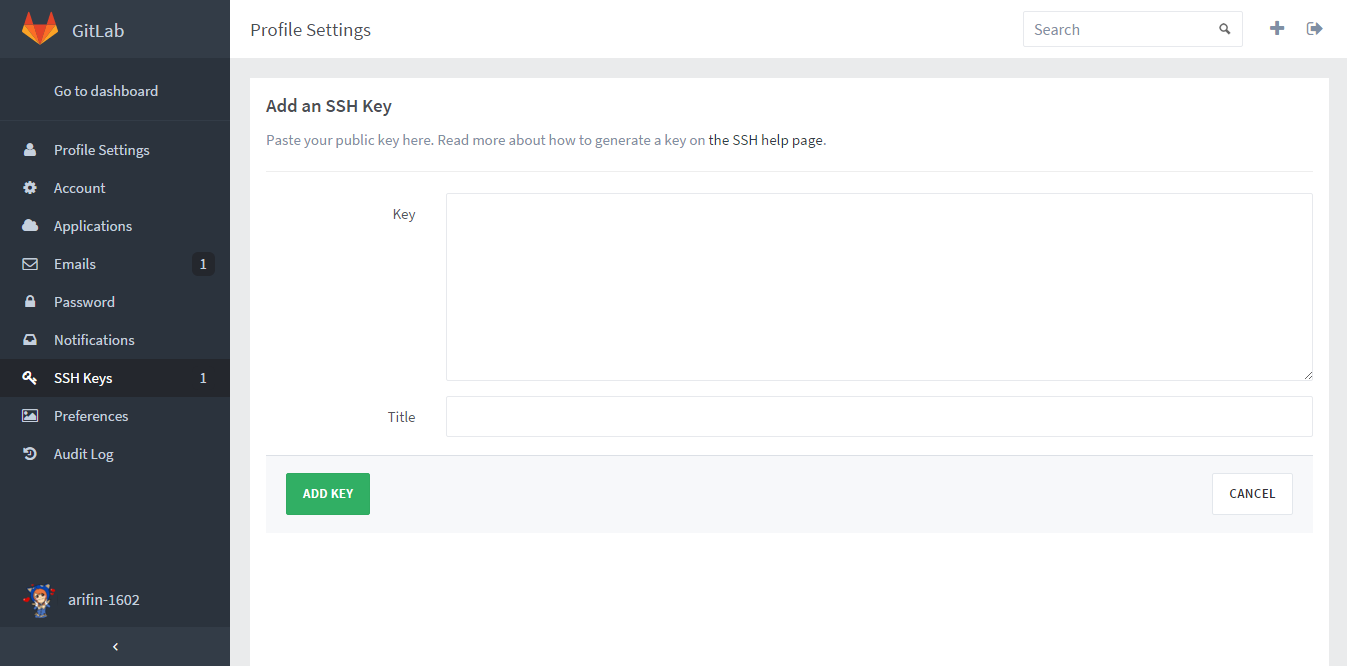 GitLab
Profile Settings
Search
Go to dashboard
Profile Settings
Account
Applications
Emails 1
Password
Notifications
SSH Keys 1
Preferences
Audit Log
arifin-1602
Add an SSH Key
Paste your public key here. Read more about how to generate a key on the SSH help page.
Key
Title
ADD KEY
CANCEL